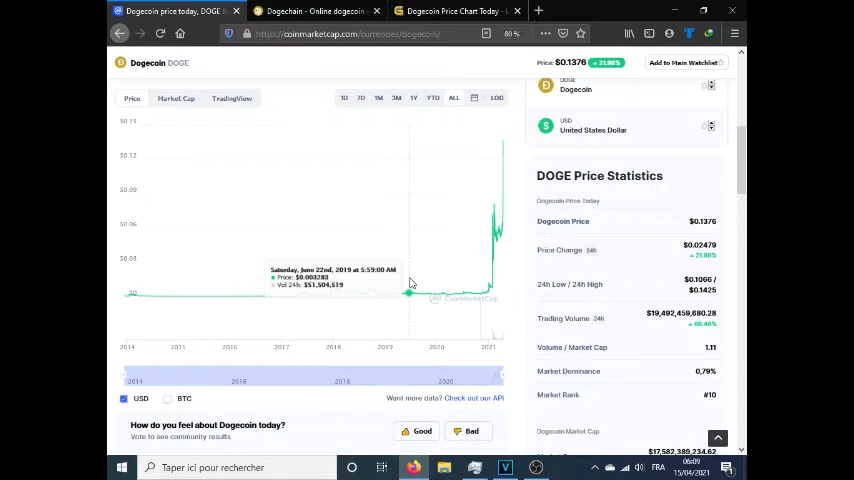 Dogecoin price today, DOGE li
Dogechain - Online dogecoin w
Dogecoin Price Chart Today - L
https://coinmarketcap.com/currencies/dogecoin/
80 %
Dogecoin DOGE
Price: $0.1376
21.98%
Add to Main Watchlist
Price
Market Cap
TradingView
1D
7D
1M
3M
1Y
YTD
ALL
LOG
DOGE
Dogecoin
0
USD
United States Dollar
0
$0.15
$0.12
$0.09
$0.06
$0.03
$0
Saturday, June 22nd, 2019 at 5:59:00 AM
Price: $0.003283
Vol 24h: $51,504,519
CoinMarketCap
2014
2015
2016
2017
2018
2019
2020
2021
2014
2016
2018
2020
USD
BTC
Want more data? Check out our API
How do you feel about Dogecoin today?
Vote to see community results
Good
Bad
DOGE Price Statistics
Dogecoin Price Today
Dogecoin Price
$0.1376
Price Change 24h
$0.02479
21.98%
24h Low / 24h High
$0.1066 /
$0.1425
Trading Volume 24h
$19,492,459,680.28
68.46%
Volume / Market Cap
1.11
Market Dominance
0,79%
Market Rank
#10
Dogecoin Market Cap
$17,582,389,234.62
Taper ici pour rechercher
FRA
06:09
15/04/2021
1